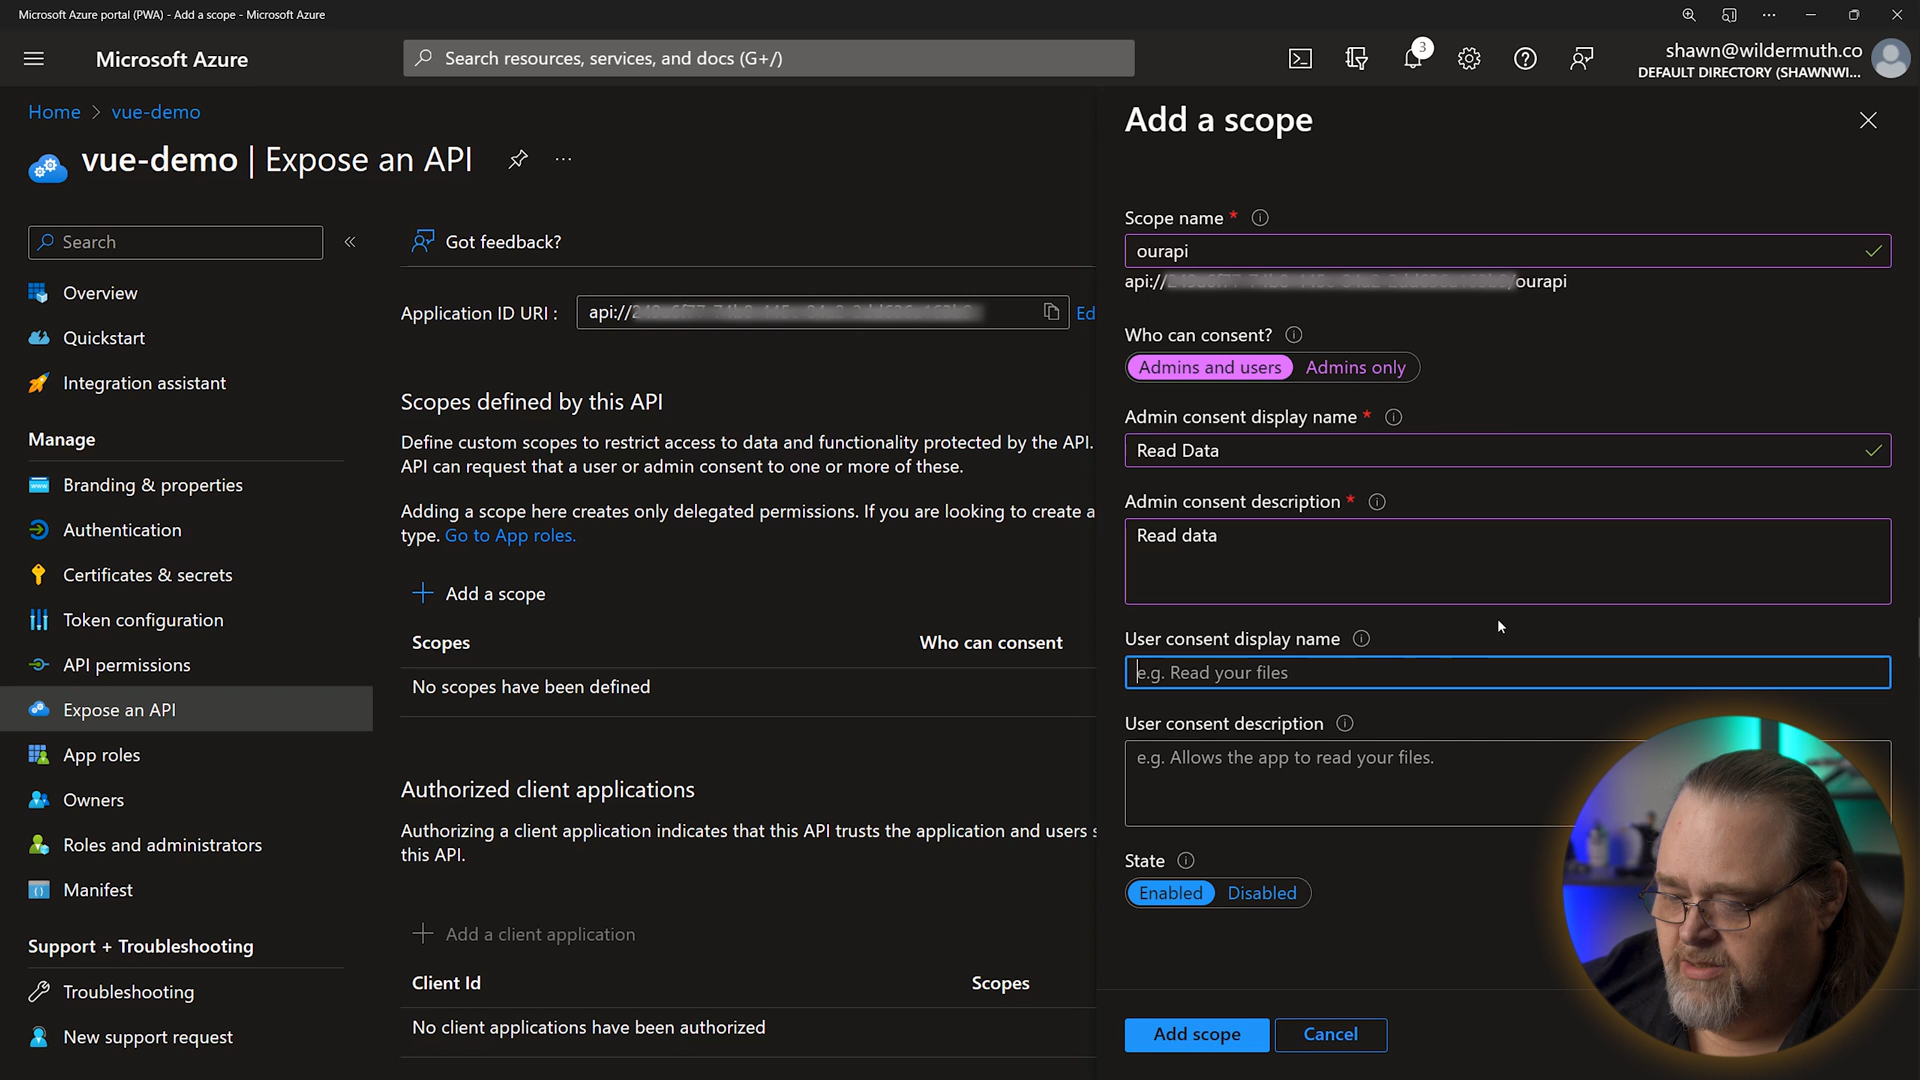 Microsoft Azure portal (PWA) - Add a scope - Microsoft Azure
Microsoft Azure
Search resources, services, and docs (G+/)
3
shawn@wildermuth.co
DEFAULT DIRECTORY (SHAWNWI...
Home > vue-demo
vue-demo | Expose an API
Search
Overview
Quickstart
Integration assistant
Manage
Branding & properties
Authentication
Certificates & secrets
Token configuration
API permissions
Expose an API
App roles
Owners
Roles and administrators
Manifest
Support + Troubleshooting
Troubleshooting
New support request
Got feedback?
Application ID URI : api:// Ed
Scopes defined by this API
Define custom scopes to restrict access to data and functionality protected by the API.
API can request that a user or admin consent to one or more of these.
Adding a scope here creates only delegated permissions. If you are looking to create a
type. Go to App roles.
Add a scope
Scopes Who can consent
No scopes have been defined
Authorized client applications
Authorizing a client application indicates that this API trusts the application and users s
this API.
Add a client application
Client Id Scopes
No client applications have been authorized
Add a scope
Scope name *
ourapi
api:// ourapi
Who can consent?
Admins and users Admins only
Admin consent display name *
Read Data
Admin consent description *
Read data
User consent display name
e.g. Read your files
User consent description
e.g. Allows the app to read your files.
State
Enabled Disabled
Add scope Cancel